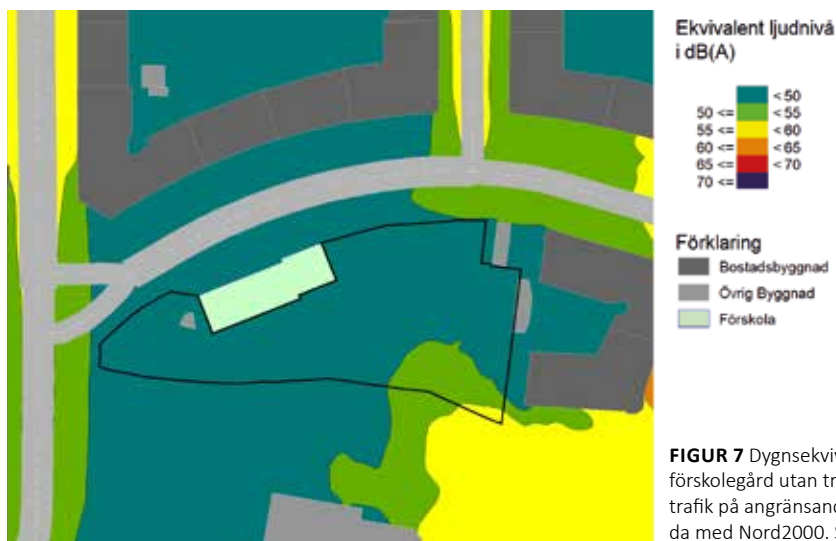 Ekvivalent ljudnivå
i dB(A)
< 50
50 <= < 55
55 <= < 60
60 <= < 65
65 <= < 70
70 <=
Förklaring
Bostadsbyggnad
Övrig Byggnad
Förskola
FIGUR 7 Dygnsekviv
förskolegård utan tr
trafik på angränsand
da med Nord2000. S